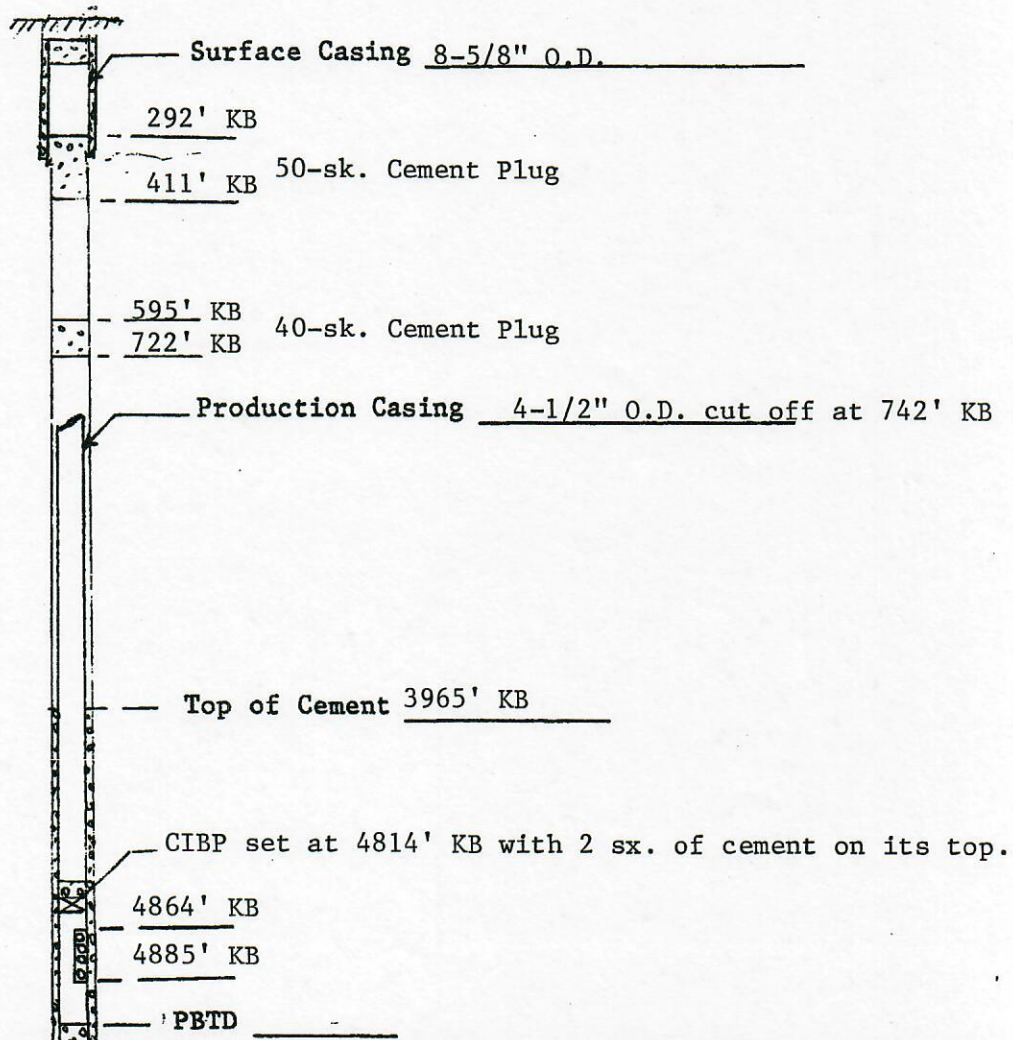 Surface Casing 8-5/8" O.D.
292' KB
50-sk. Cement Plug
411' KB
595' KB
40-sk. Cement Plug
722' KB
Production Casing 4-1/2" O.D. cut off at 742' KB
Top of Cement 3965' KB
CIBP set at 4814' KB with 2 sx. of cement on its top.
4864' KB
4885' KB
PBTD